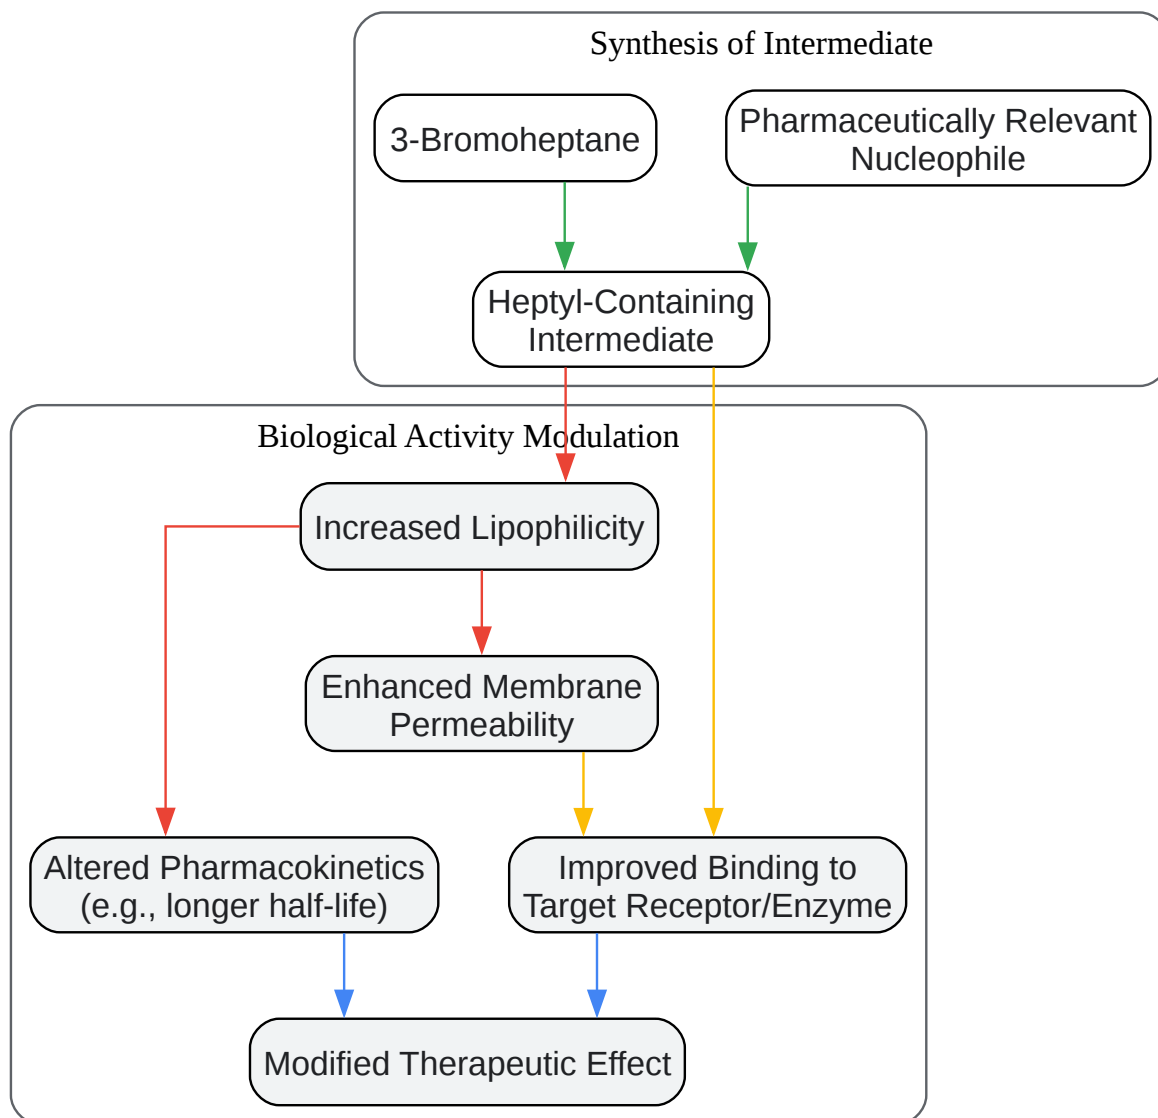 Synthesis of Intermediate
3-Bromoheptane
Pharmaceutically Relevant
Nucleophile
Heptyl-Containing
Intermediate
Biological Activity Modulation
Increased Lipophilicity
Enhanced Membrane
Permeability
Altered Pharmacokinetics
(e.g., longer half-life)
Improved Binding to
Target Receptor/Enzyme
Modified Therapeutic Effect